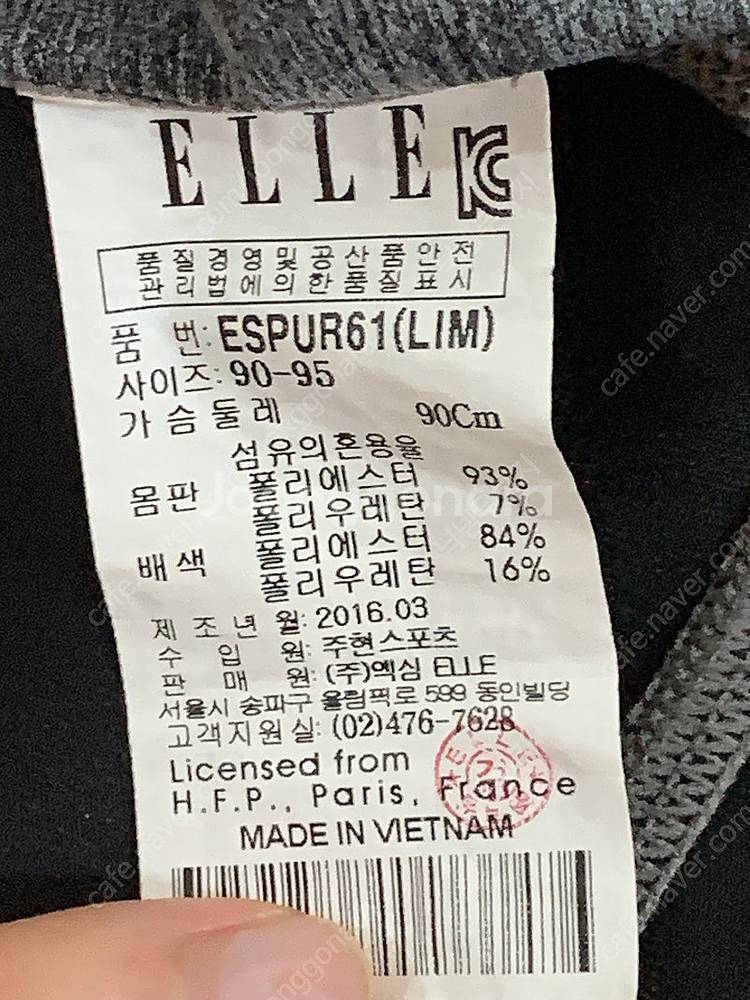 ELLE
품질경영및공산품안전
관리법에의한품질표시
품 번: ESPUR61(LIM)
사이즈: 90-95
가슴둘레 90Cm
섬유의혼용율
몸판 폴리에스터 93%
폴리우레탄 7%
배색 폴리에스터 84%
폴리우레탄 16%
제조년월: 2016.03
수입원: 주현스포츠
판매원: (주)엑심 ELLE
서울시 송파구 올림픽로 599 동인빌딩
고객지원실: (02)476-7628
Licensed from
H.F.P., Paris, France
MADE IN VIETNAM
cafe.naver.com